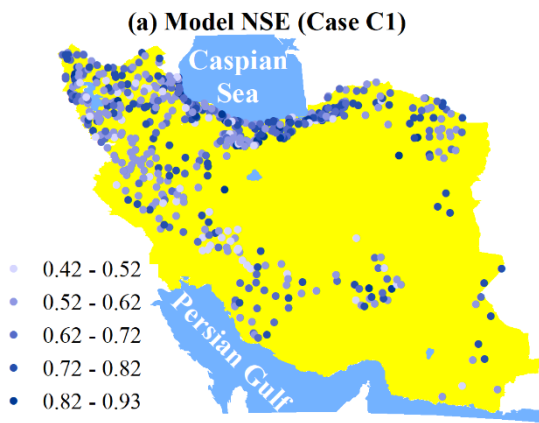 (a) Model NSE (Case C1)
Caspian
Sea
0.42 - 0.52
0.52 - 0.62
0.62 - 0.72
0.72 - 0.82
0.82 - 0.93
Persian Gulf